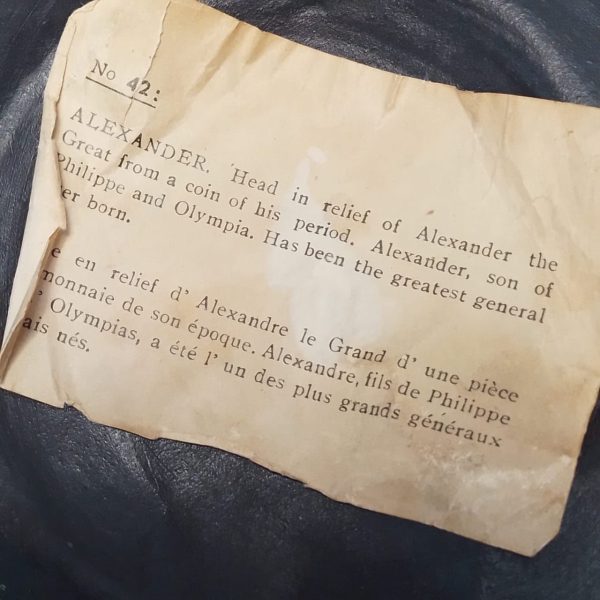 No 42:
ALEXANDER. Head in relief of Alexander the
Great from a coin of his period. Alexander, son of
Philippe and Olympia. Has been the greatest general
er born.
e en relief d' Alexandre le Grand d' une pièce
monnaie de son époque. Alexandre, fils de Philippe
' Olympias, a été l' un des plus grands généraux
ais nés.